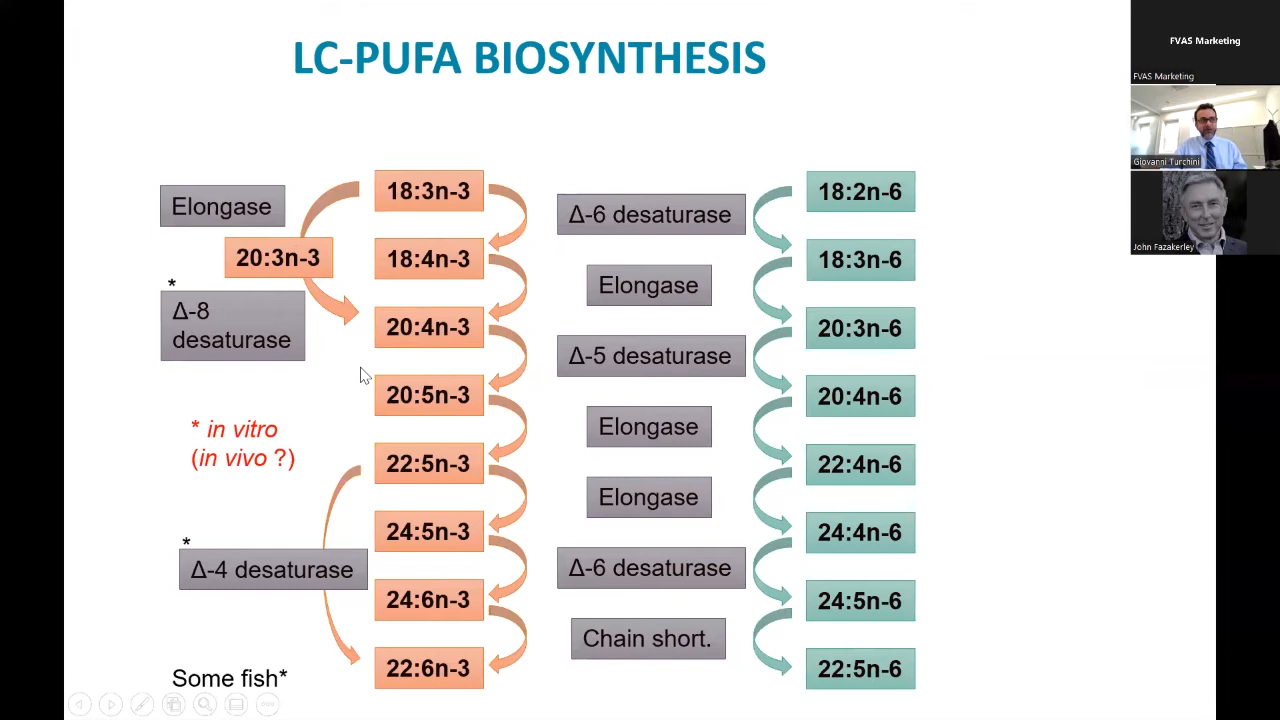 LC-PUFA BIOSYNTHESIS
Elongase
20:3n-3
*
Δ-8
desaturase
* in vitro
(in vivo ?)
*
Δ-4 desaturase
Some fish*
18:3n-3
18:4n-3
20:4n-3
20:5n-3
22:5n-3
24:5n-3
24:6n-3
22:6n-3
Δ-6 desaturase
Elongase
Δ-5 desaturase
Elongase
Elongase
Δ-6 desaturase
Chain short.
18:2n-6
18:3n-6
20:3n-6
20:4n-6
22:4n-6
24:4n-6
24:5n-6
22:5n-6
FVAS Marketing
FVAS Marketing
Giovanni Turchini
John Fazakerley